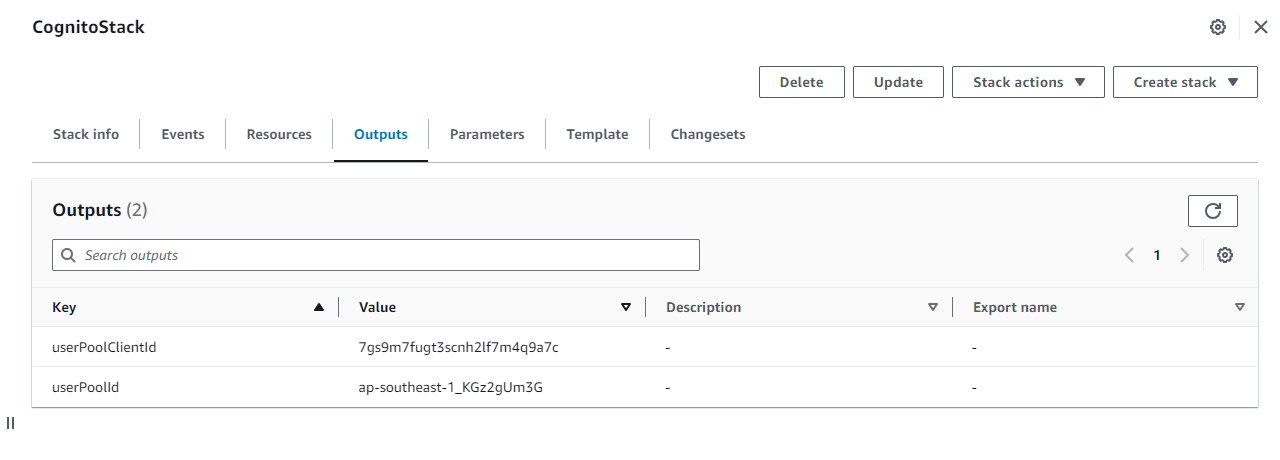 CognitoStack
Delete Update Stack actions Create stack
Stack info Events Resources Outputs Parameters Template Changesets
Outputs (2)
Search outputs
1
Key Value Description Export name
userPoolClientId 7gs9m7fugt3scnh2lf7m4q9a7c - -
userPoolId ap-southeast-1_KGz2gUm3G - -